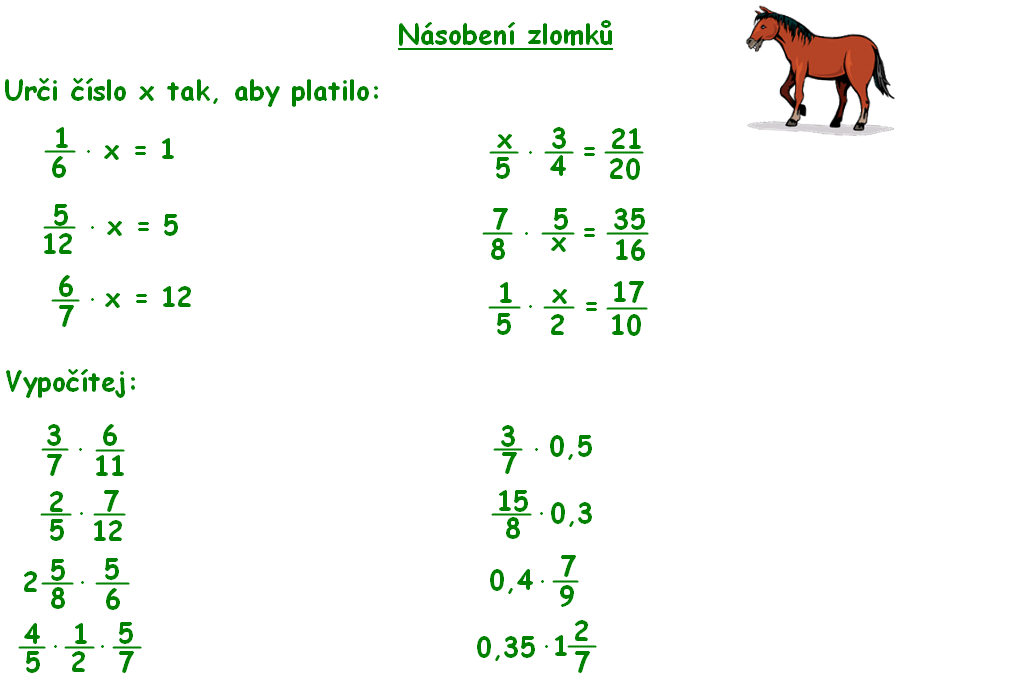 Násobení zlomků
Urči číslo x tak, aby platilo:
1/6 · x = 1
x/5 · 3/4 = 21/20
5/12 · x = 5
7/8 · 5/x = 35/16
6/7 · x = 12
1/5 · x/2 = 17/10
Vypočítej:
3/7 · 6/11
3/7 · 0,5
2/5 · 7/12
15/8 · 0,3
2 5/8 · 5/6
0,4 · 7/9
4/5 · 1/2 · 5/7
0,35 · 1 2/7